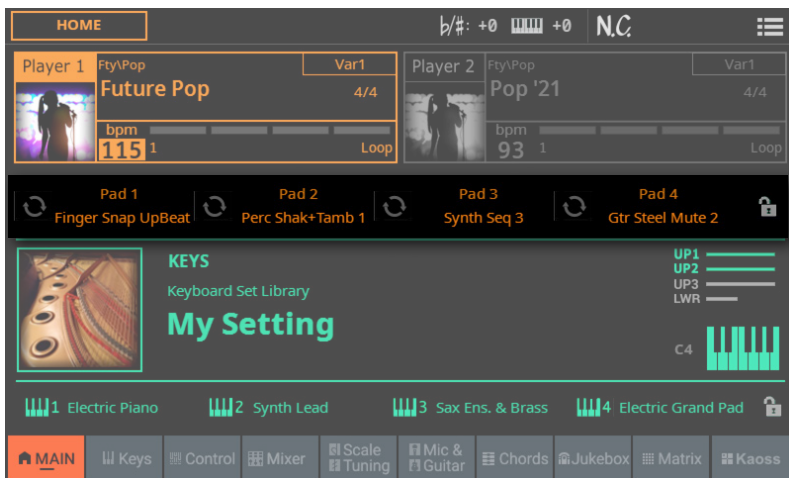 HOME
♭/♯: +0 +0 N.C.
Player 1 Fty\Pop Var1
Future Pop 4/4
bpm
115 1 Loop
Player 2 Fty\Pop Var1
Pop '21 4/4
bpm
93 1 Loop
Pad 1
Finger Snap UpBeat
Pad 2
Perc Shak+Tamb 1
Pad 3
Synth Seq 3
Pad 4
Gtr Steel Mute 2
KEYS
Keyboard Set Library
My Setting
UP1
UP2
UP3
LWR
C4
1 Electric Piano
2 Synth Lead
3 Sax Ens. & Brass
4 Electric Grand Pad
MAIN
Keys
Control
Mixer
Scale
Tuning
Mic &
Guitar
Chords
Jukebox
Matrix
Kaoss